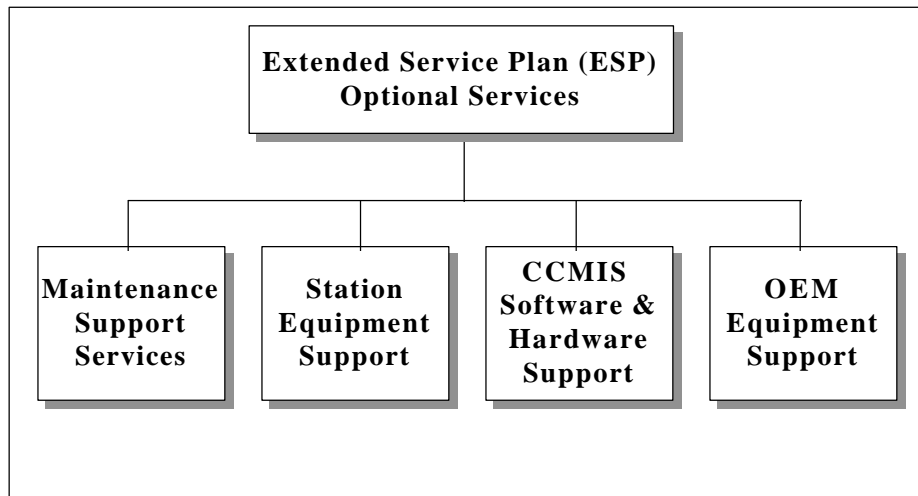 Extended Service Plan (ESP)
Optional Services
Maintenance
Support
Services
Station
Equipment
Support
CCMIS
Software &
Hardware
Support
OEM
Equipment
Support